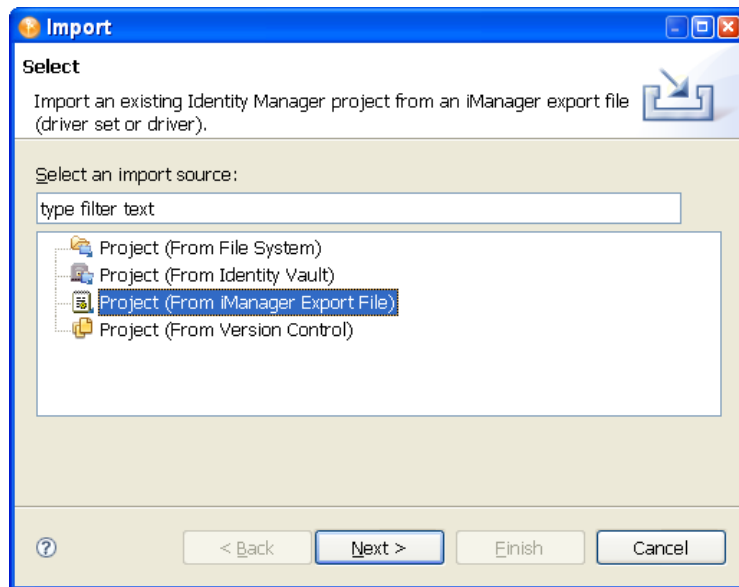 Import
Select
Import an existing Identity Manager project from an iManager export file
(driver set or driver).
Select an import source:
type filter text
Project (From File System)
Project (From Identity Vault)
Project (From iManager Export File)
Project (From Version Control)
? < Back Next > Finish Cancel